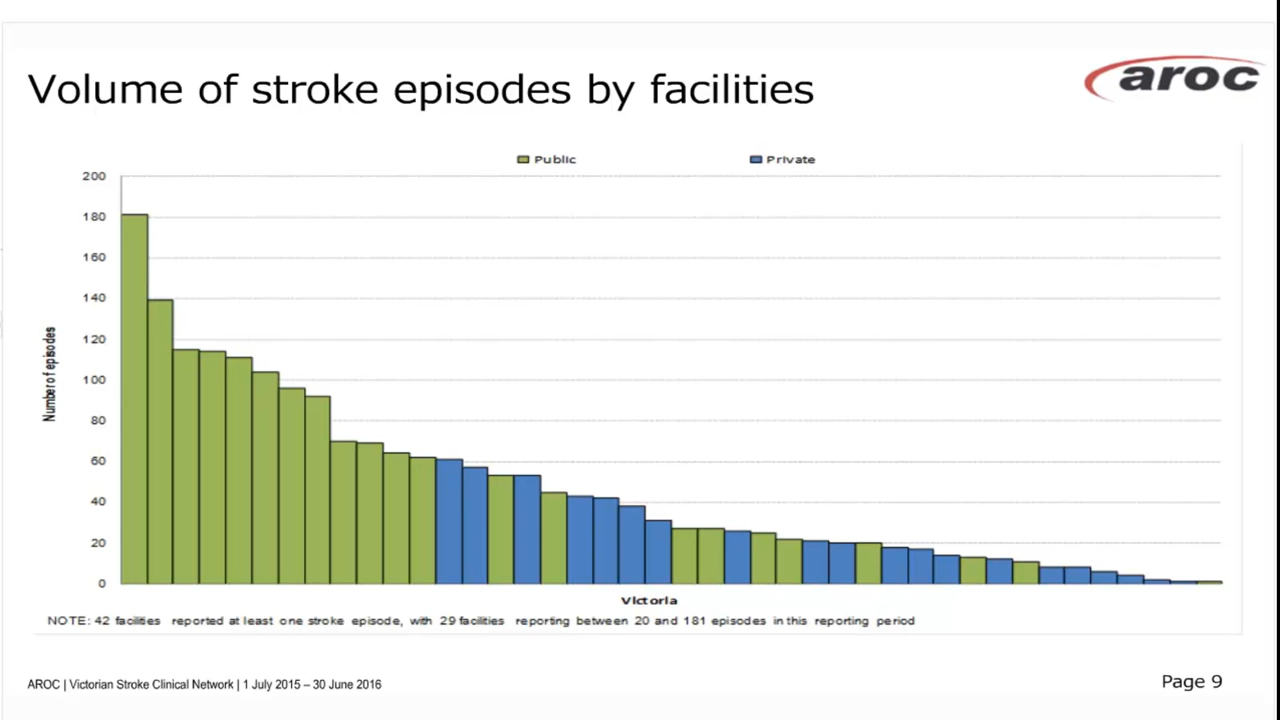 Volume of stroke episodes by facilities
aroc
Public Private
200
180
160
140
120
100
80
60
40
20
0
Number of episodes
Victoria
NOTE: 42 facilities reported at least one stroke episode, with 29 facilities reporting between 20 and 181 episodes in this reporting period
AROC | Victorian Stroke Clinical Network | 1 July 2015 – 30 June 2016
Page 9